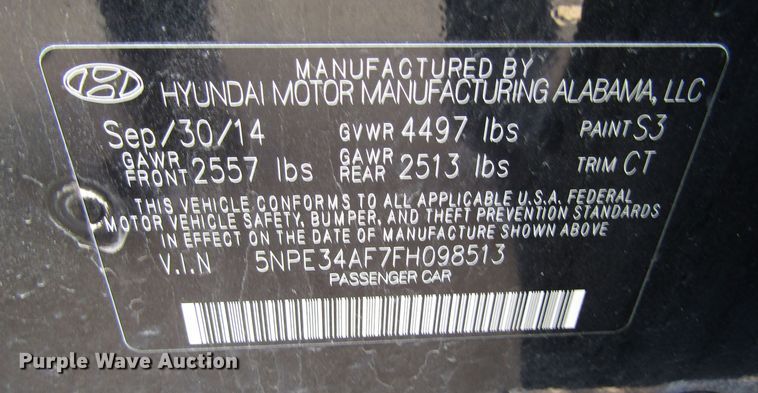 MANUFACTURED BY
HYUNDAI MOTOR MANUFACTURING ALABAMA, LLC
Sep/30/14 GVWR 4497 lbs PAINT S3
GAWR FRONT 2557 lbs GAWR REAR 2513 lbs TRIM CT
THIS VEHICLE CONFORMS TO ALL APPLICABLE U.S.A. FEDERAL
MOTOR VEHICLE SAFETY, BUMPER, AND THEFT PREVENTION STANDARDS
IN EFFECT ON THE DATE OF MANUFACTURE SHOWN ABOVE
V.I.N 5NPE34AF7FH098513
PASSENGER CAR
Purple Wave Auction